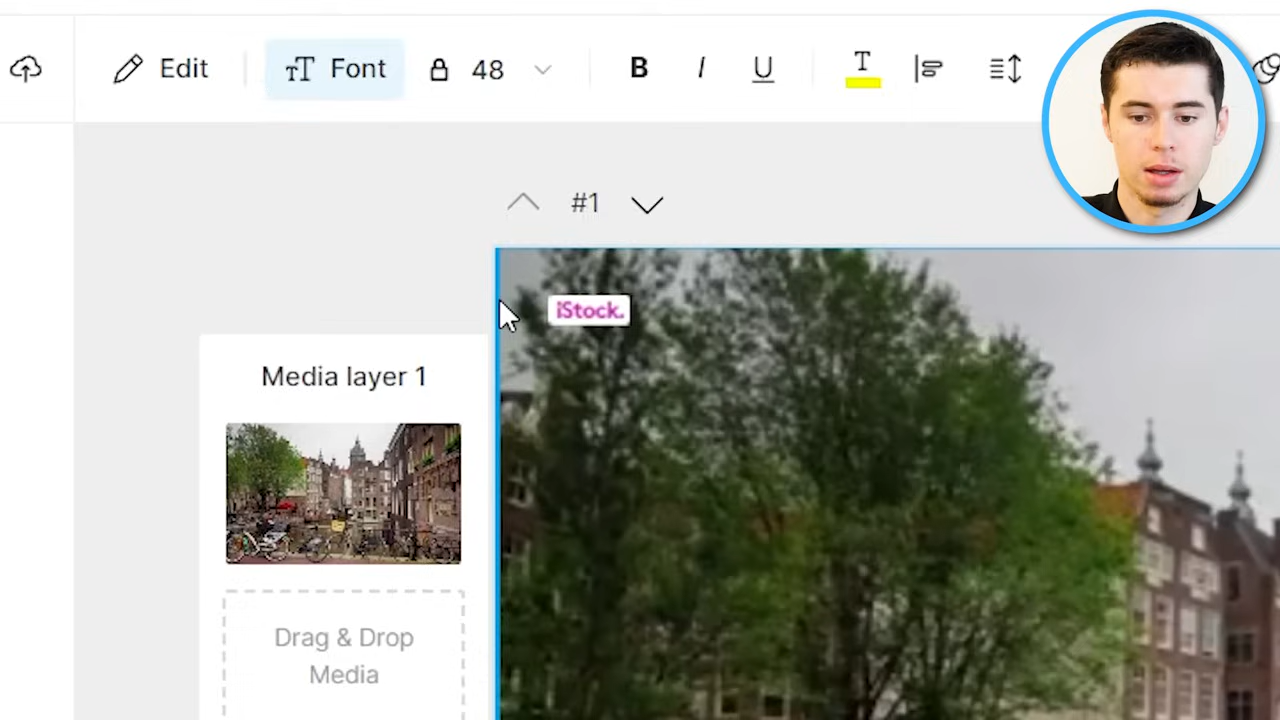 Edit
Font
48
B I U
T
#1
iStock.
Media layer 1
Drag & Drop
Media